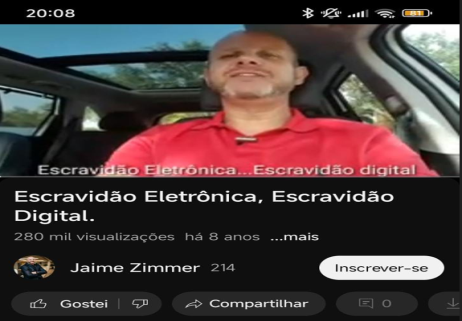 20:08
81
Escravidão Eletrônica...Escravidão digital
Escravidão Eletrônica, Escravidão
Digital.
280 mil visualizações há 8 anos ...mais
Jaime Zimmer 214
Inscrever-se
Gostei
Compartilhar
0